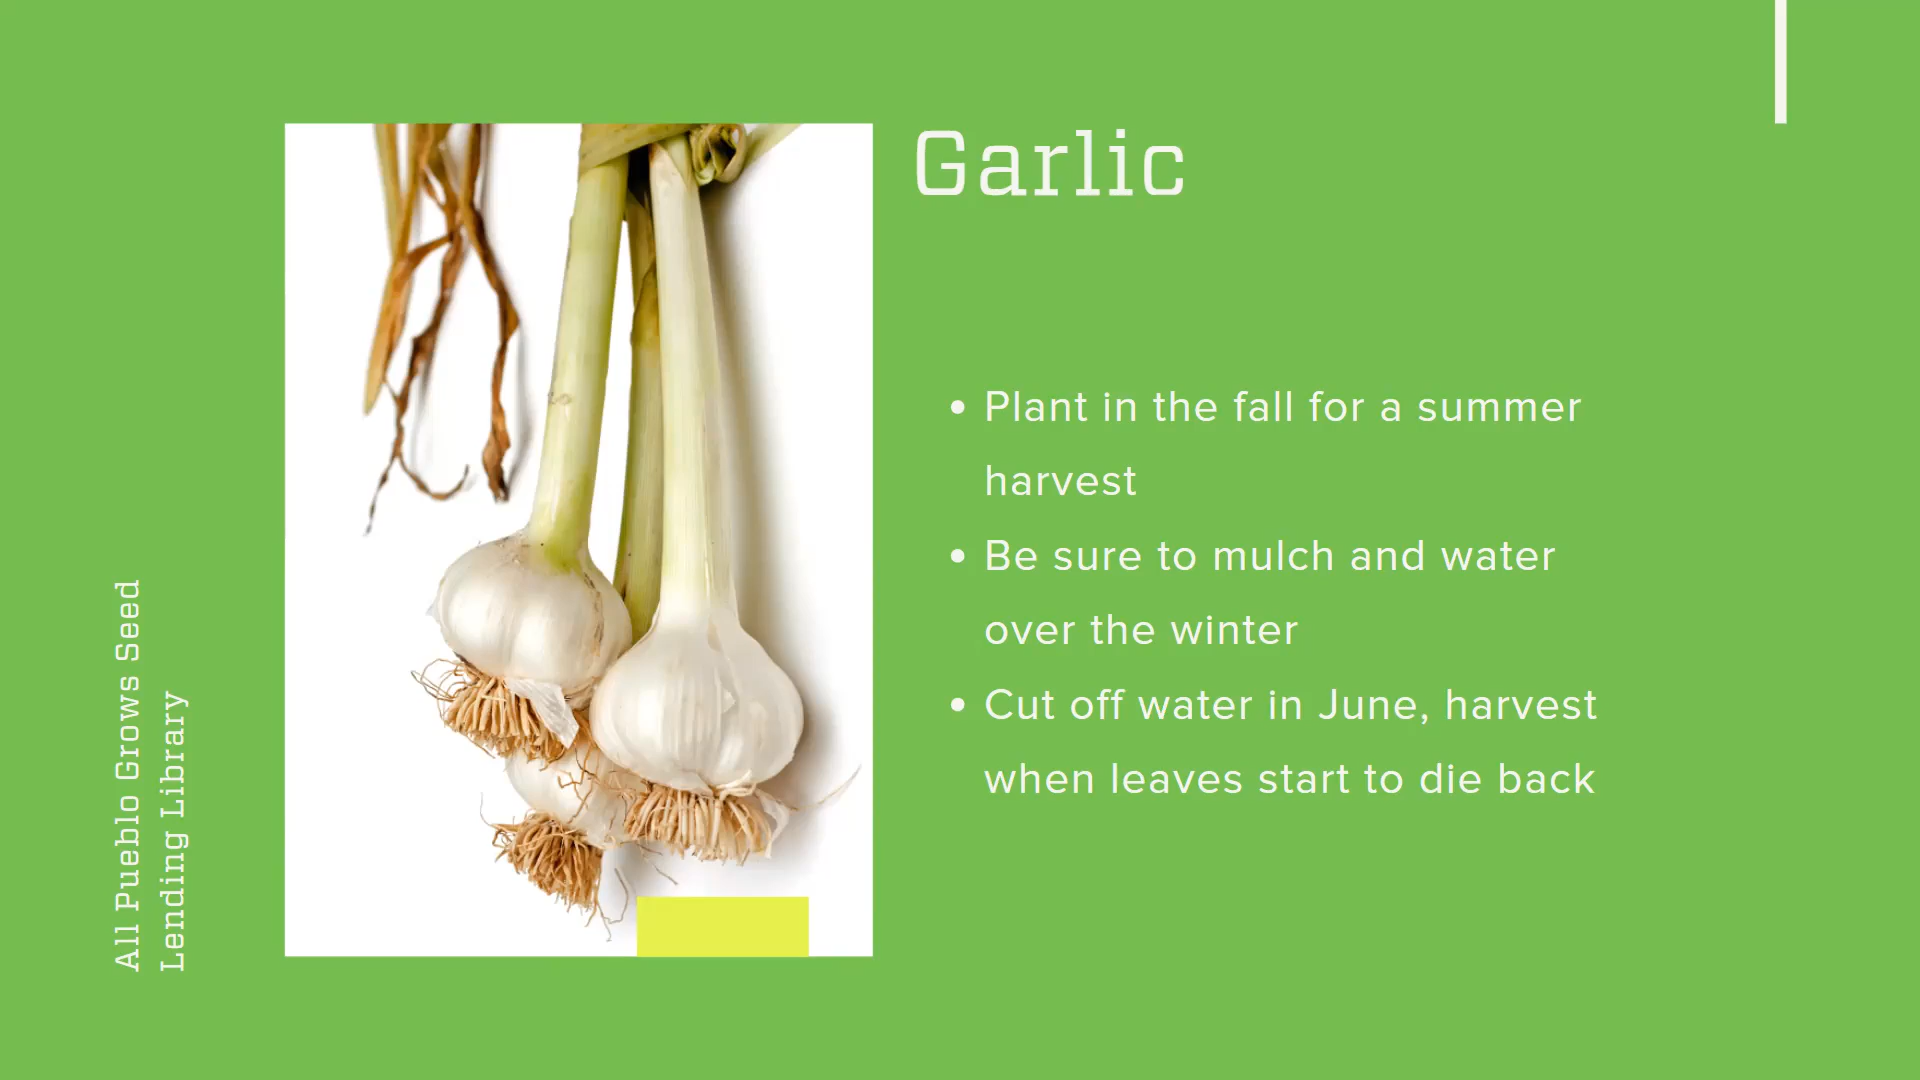 Garlic
• Plant in the fall for a summer
harvest
• Be sure to mulch and water
over the winter
• Cut off water in June, harvest
when leaves start to die back
All Pueblo Grows Seed
Lending Library